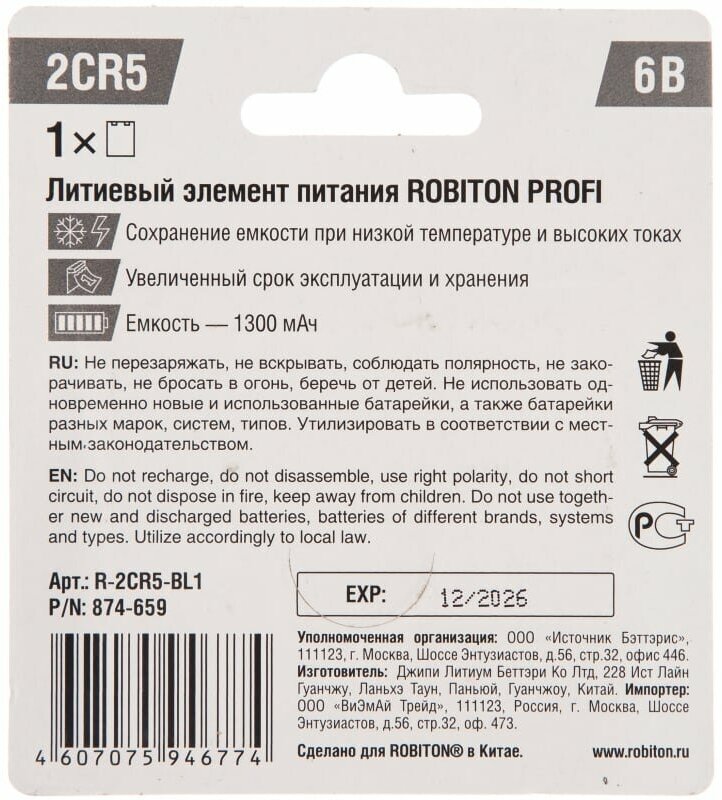 2CR5
6В
1×
Литиевый элемент питания ROBITON PROFI
Сохранение емкости при низкой температуре и высоких токах
Увеличенный срок эксплуатации и хранения
Емкость — 1300 мАч
RU: Не перезаряжать, не вскрывать, соблюдать полярность, не зако-
рачивать, не бросать в огонь, беречь от детей. Не использовать од-
новременно новые и использованные батарейки, а также батарейки
разных марок, систем, типов. Утилизировать в соответствии с мест-
ным законодательством.
EN: Do not recharge, do not disassemble, use right polarity, do not short
circuit, do not dispose in fire, keep away from children. Do not use togeth-
er new and discharged batteries, batteries of different brands, systems
and types. Utilize accordingly to local law.
РСТ
Арт.: R-2CR5-BL1
P/N: 874-659
EXP: 12/2026
Уполномоченная организация: ООО «Источник Бэттэрис»,
111123, г. Москва, Шоссе Энтузиастов, д.56, стр.32, офис 446.
Изготовитель: Джипи Литиум Беттэри Ко Лтд, 228 Ист Лайн
Гуанчжу, Ланьхэ Таун, Паньюй, Гуанчжоу, Китай. Импортер:
ООО «ВиЭмАй Трейд», 111123, Россия, г. Москва, Шоссе
Энтузиастов, д.56, стр.32, оф. 473.
4 607075 946774
Сделано для ROBITON® в Китае.
www.robiton.ru